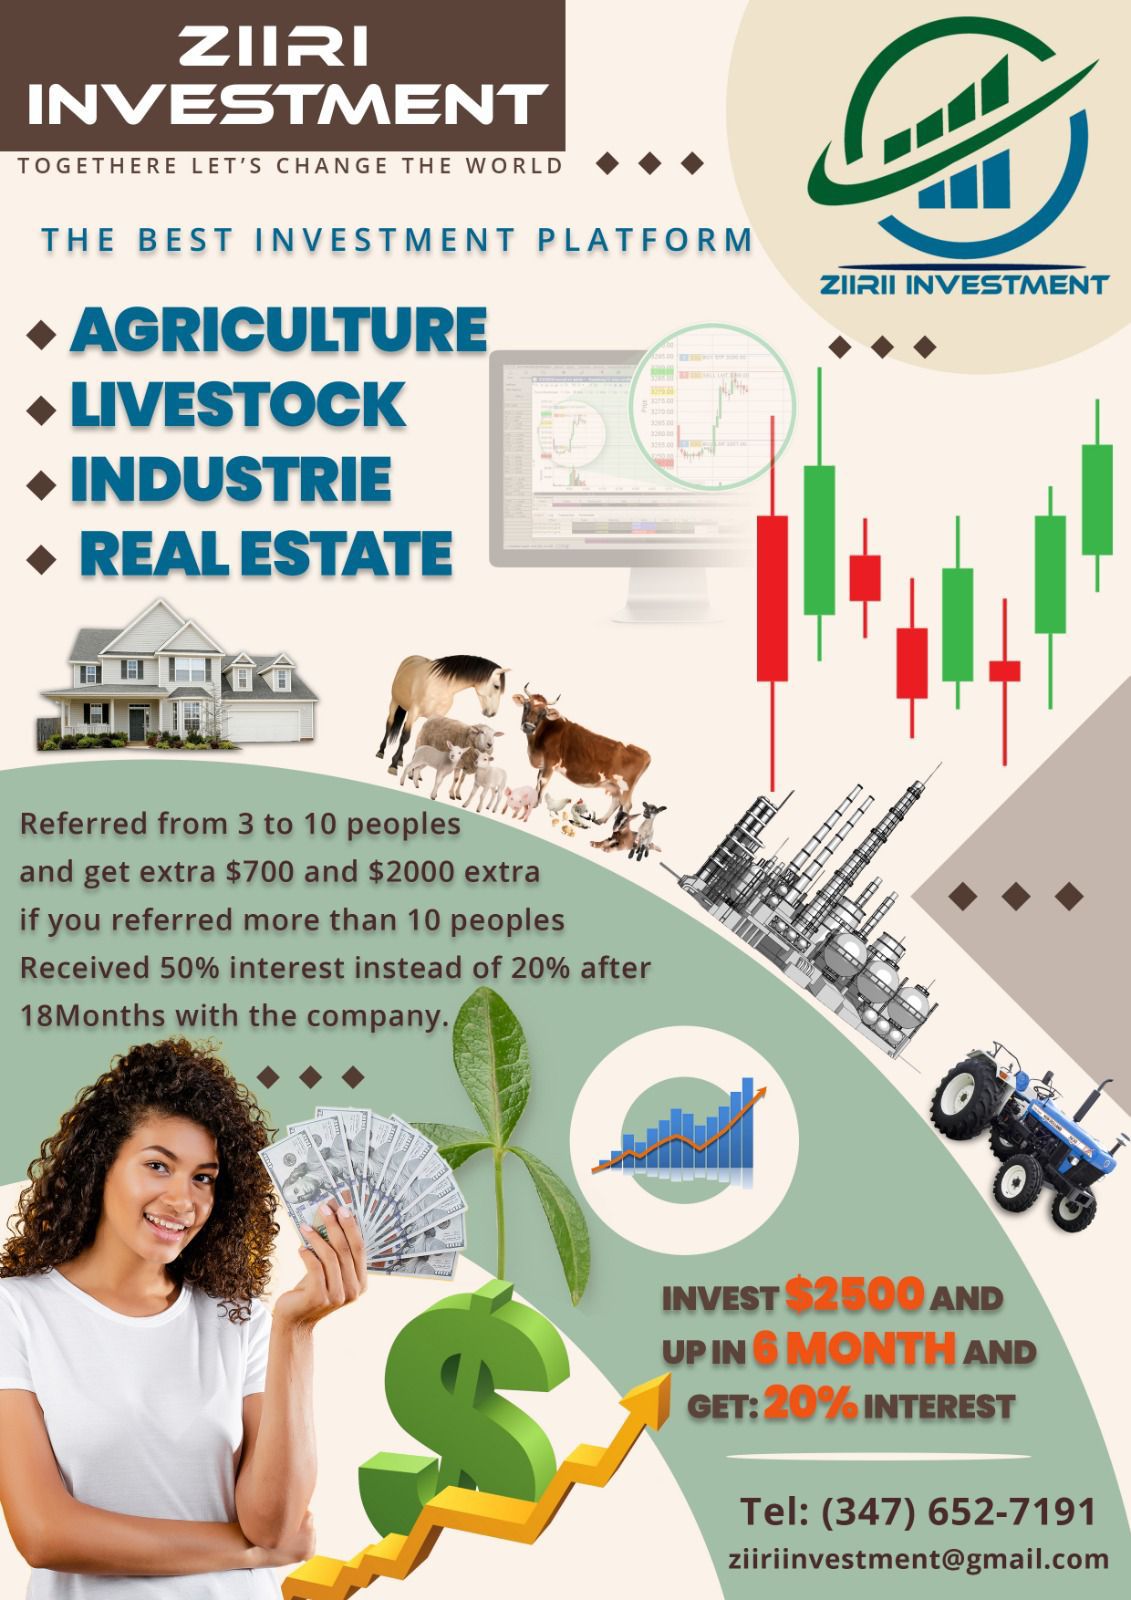 ZIIRI
INVESTMENT
TOGETHERE LET'S CHANGE THE WORLD
ZIIRII INVESTMENT
THE BEST INVESTMENT PLATFORM
AGRICULTURE
LIVESTOCK
INDUSTRIE
REAL ESTATE
Referred from 3 to 10 peoples
and get extra $700 and $2000 extra
if you referred more than 10 peoples
Received 50% interest instead of 20% after
18Months with the company.
INVEST $2500 AND
UP IN 6 MONTH AND
GET: 20% INTEREST
Tel: (347) 652-7191
ziiriinvestment@gmail.com